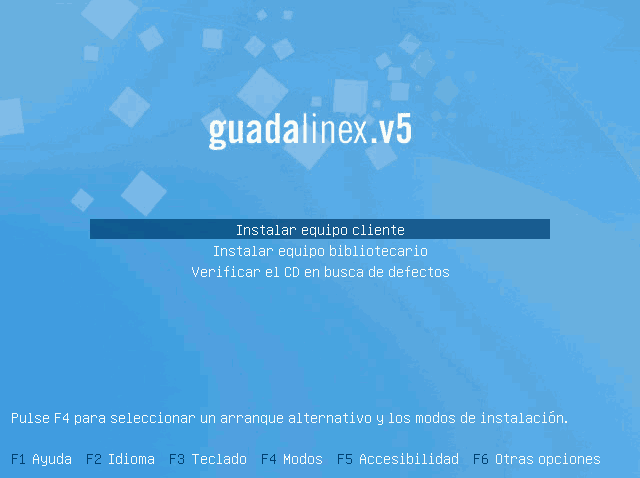 guadalinex.v5
Instalar equipo cliente
Instalar equipo bibliotecario
Verificar el CD en busca de defectos
Pulse F4 para seleccionar un arranque alternativo y los modos de instalación.
F1 Ayuda F2 Idioma F3 Teclado F4 Modos F5 Accesibilidad F6 Otras opciones